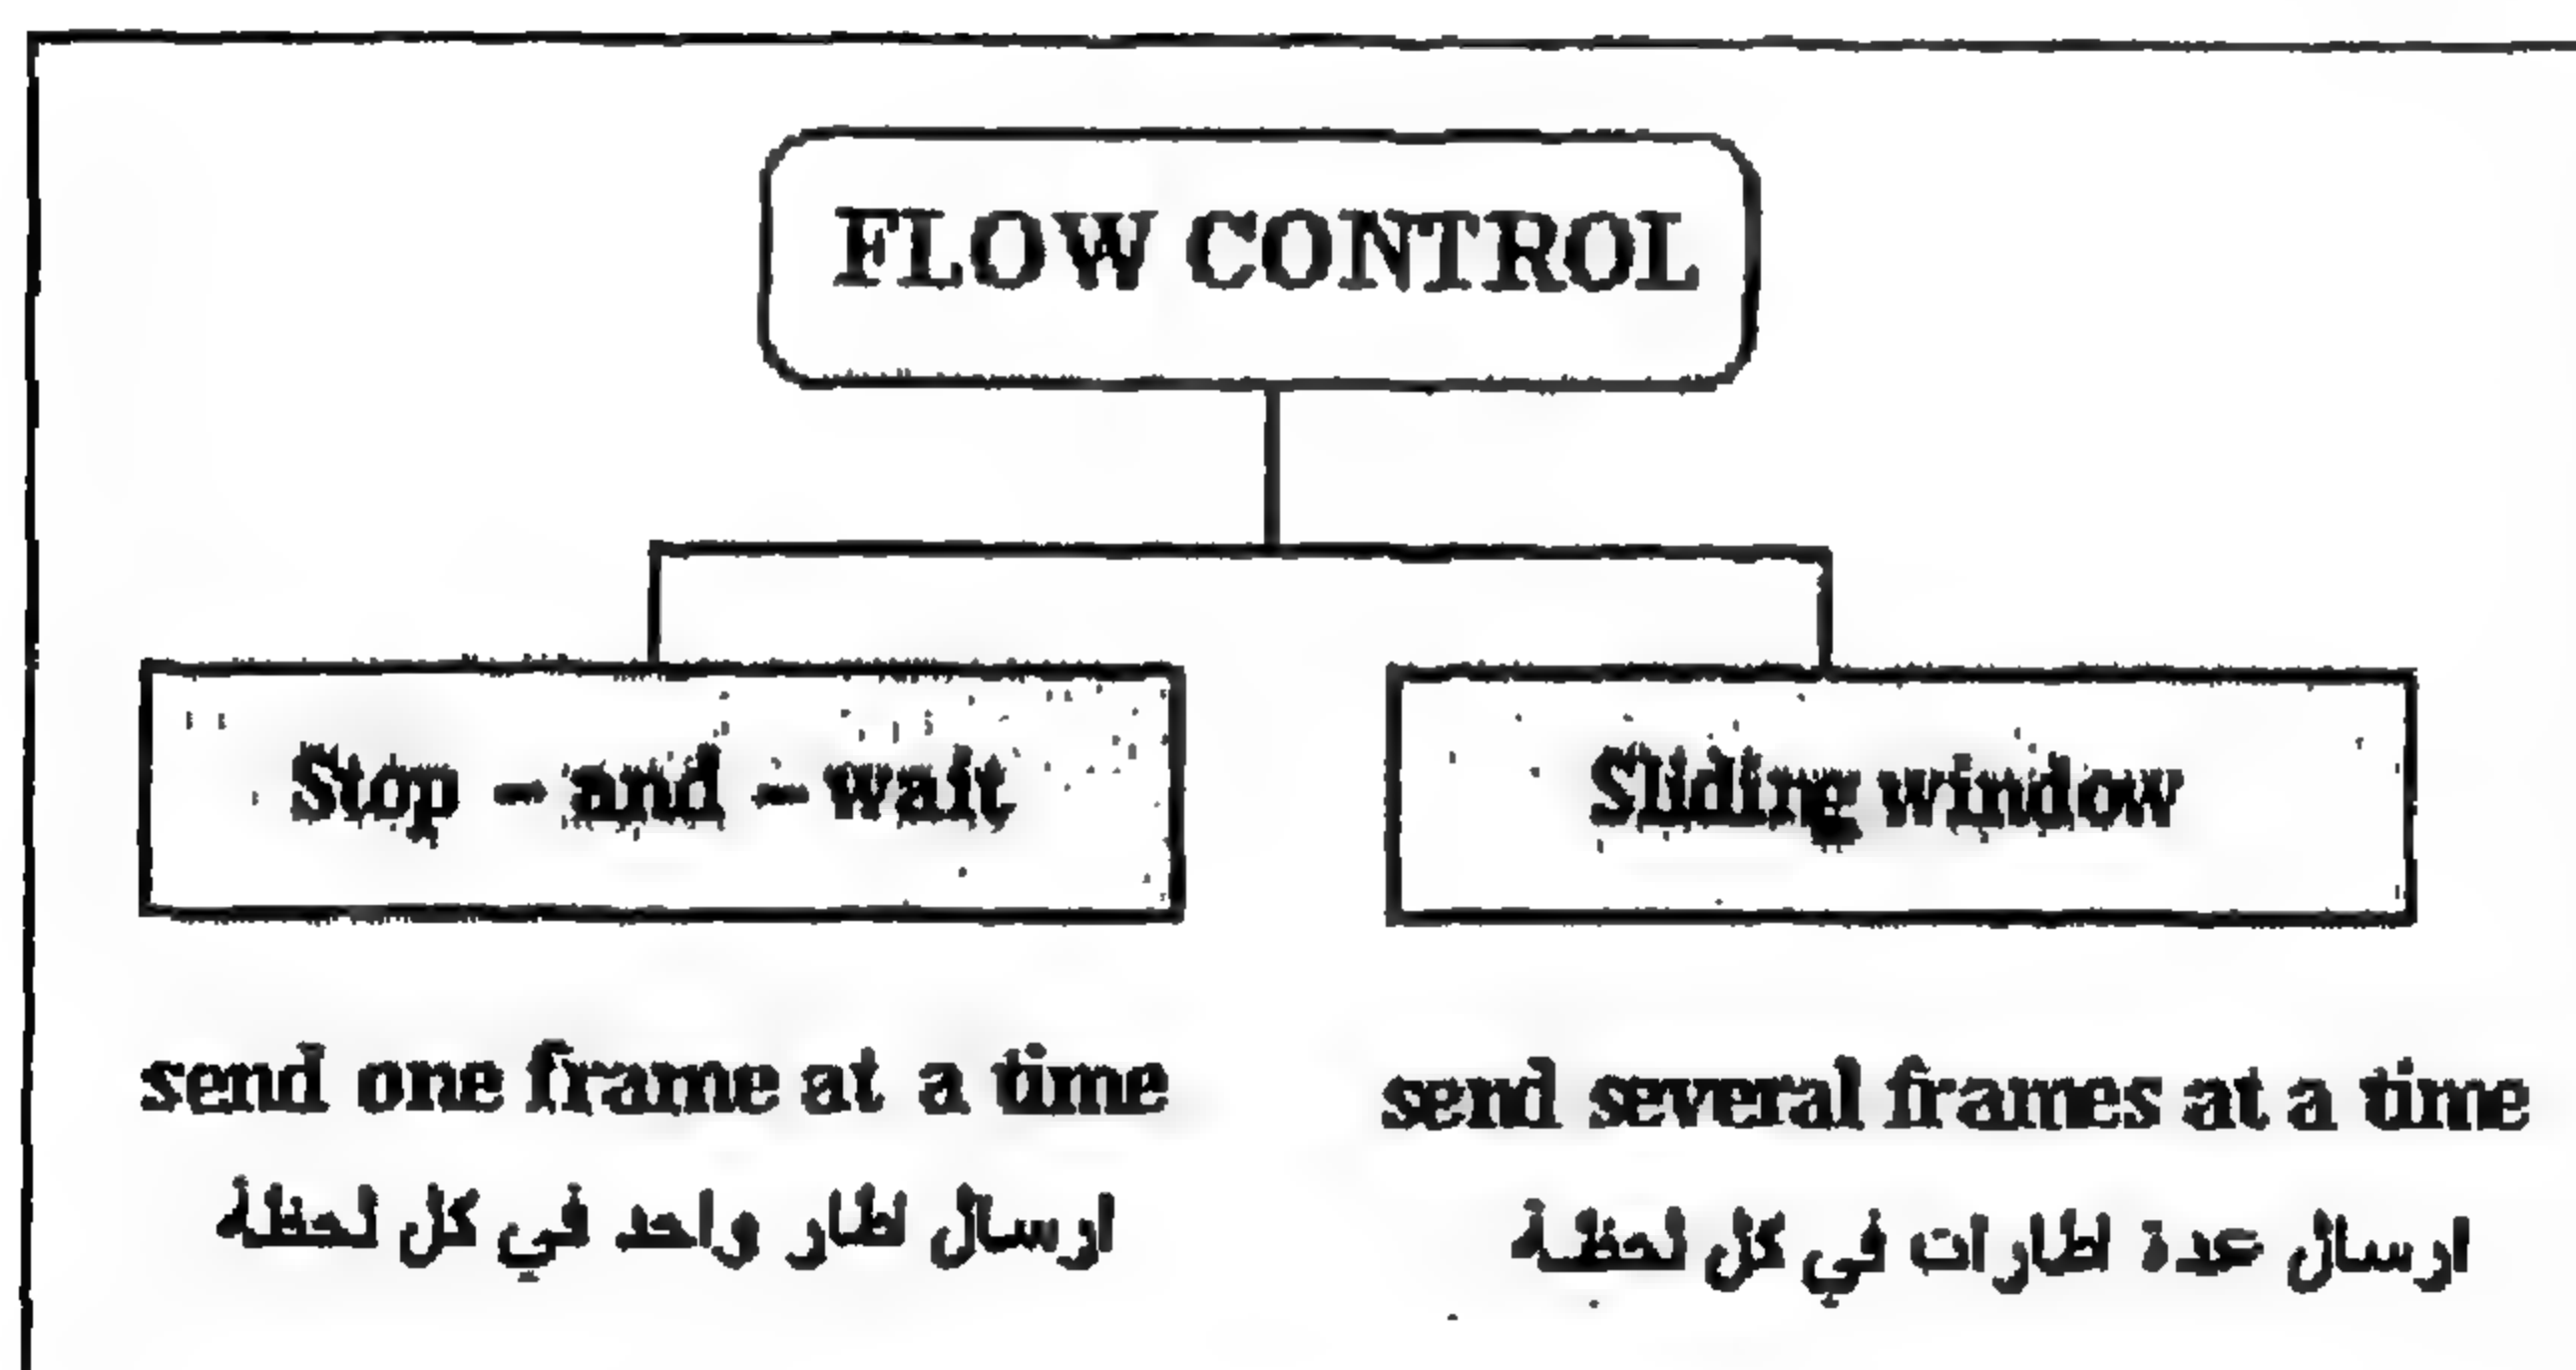 FLOW CONTROL
Stop - and - wait
Sliding window
send one frame at a time
ارسال اطار واحد في كل لحظة
send several frames at a time
ارسال عدة اطارات في كل لحظة